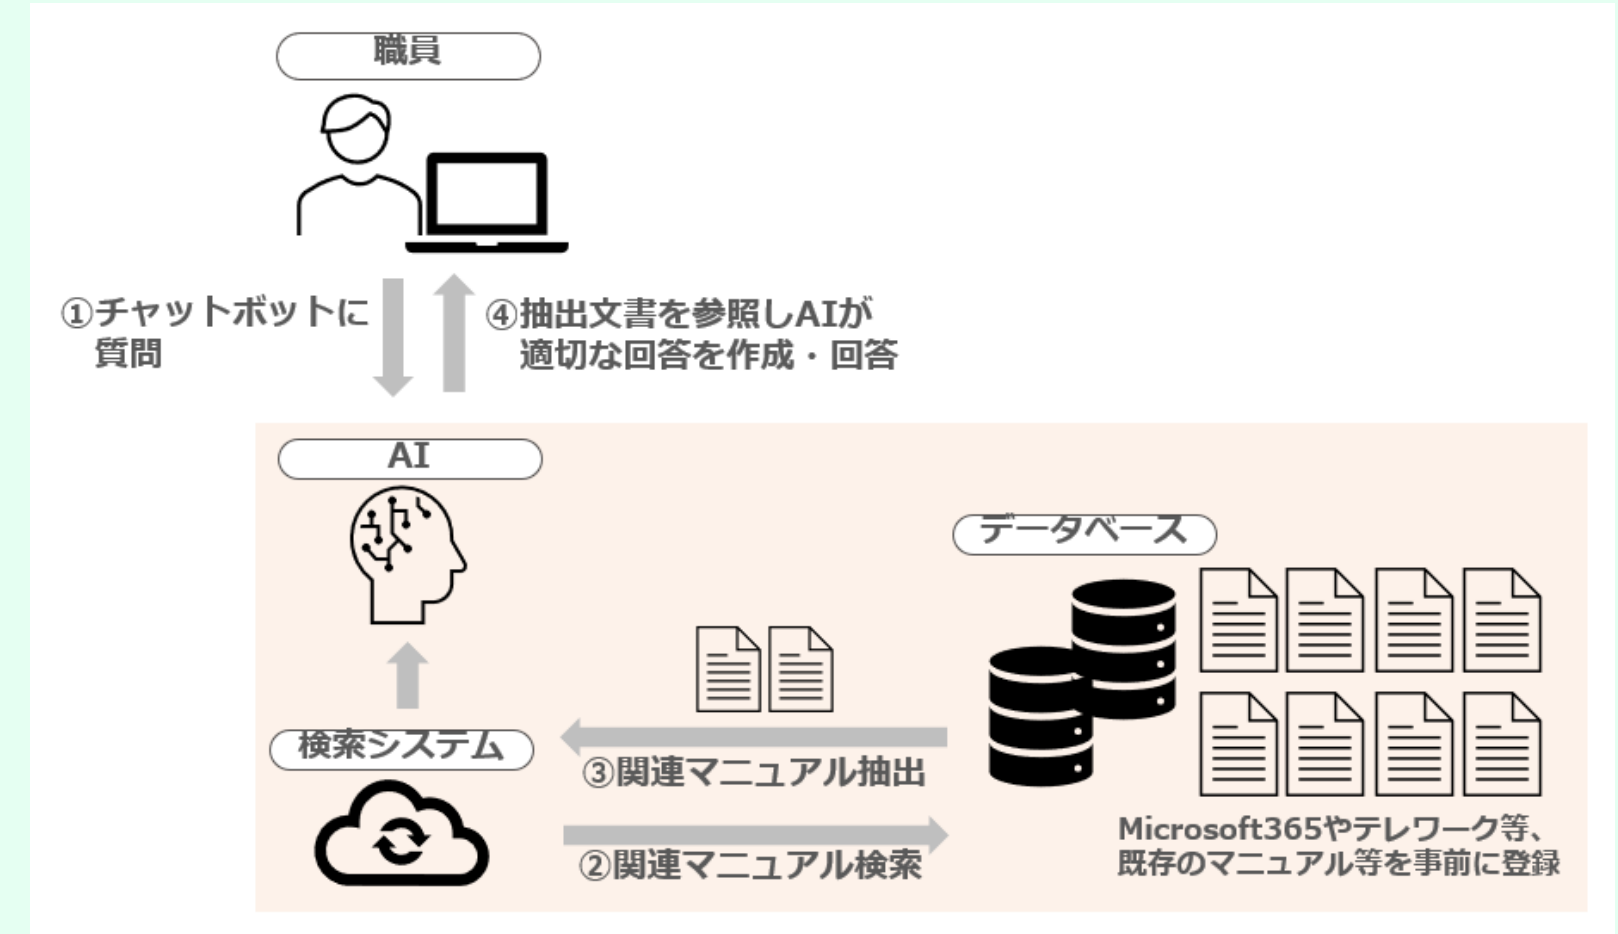 職員
①チャットボットに
質問
④抽出文書を参照しAIが
適切な回答を作成・回答
AI
データベース
検索システム
③関連マニュアル抽出
②関連マニュアル検索
Microsoft365やテレワーク等、
既存のマニュアル等を事前に登録